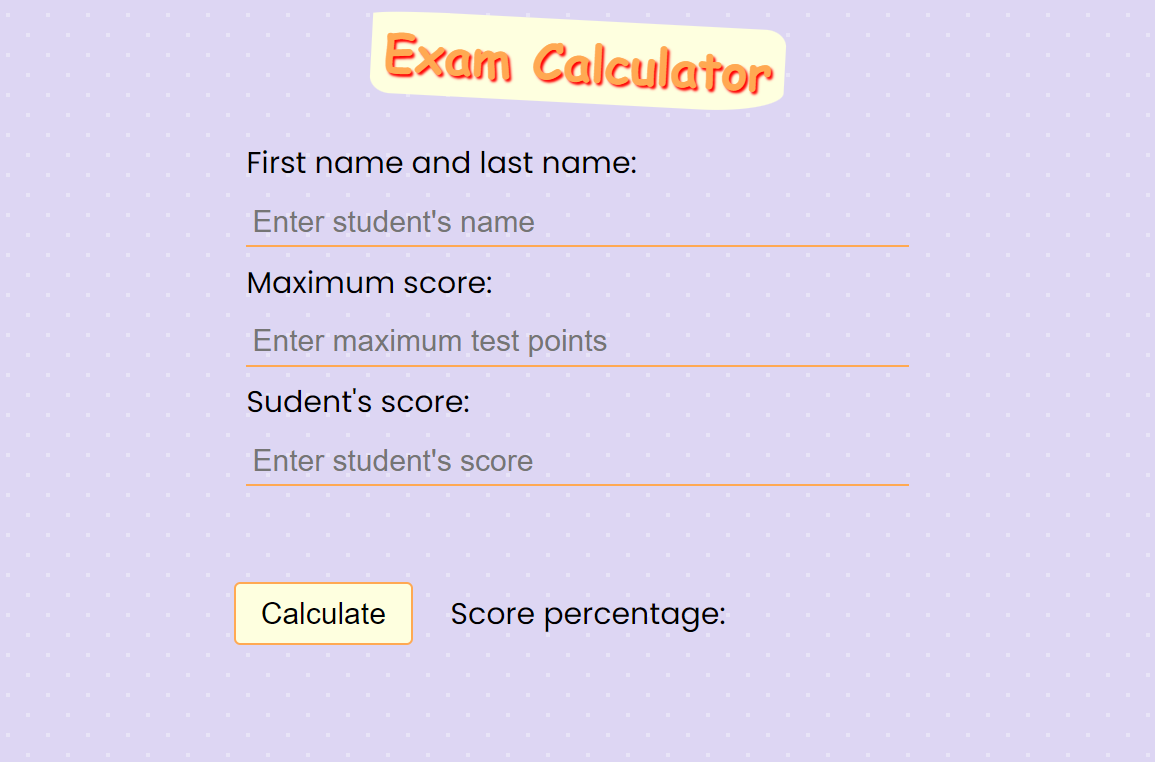 Exam Calculator
First name and last name:
Enter student's name
Maximum score:
Enter maximum test points
Sudent's score:
Enter student's score
Calculate Score percentage: